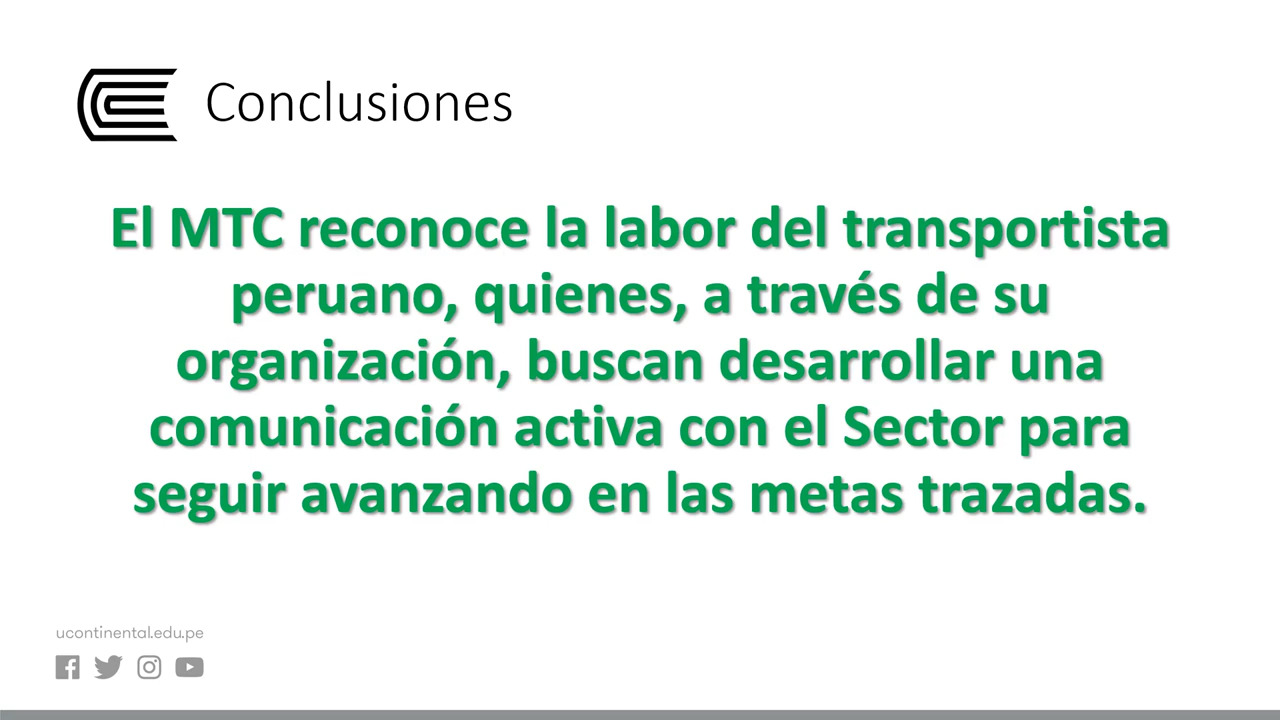 Conclusiones
El MTC reconoce la labor del transportista
peruano, quienes, a través de su
organización, buscan desarrollar una
comunicación activa con el Sector para
seguir avanzando en las metas trazadas.
ucontinental.edu.pe